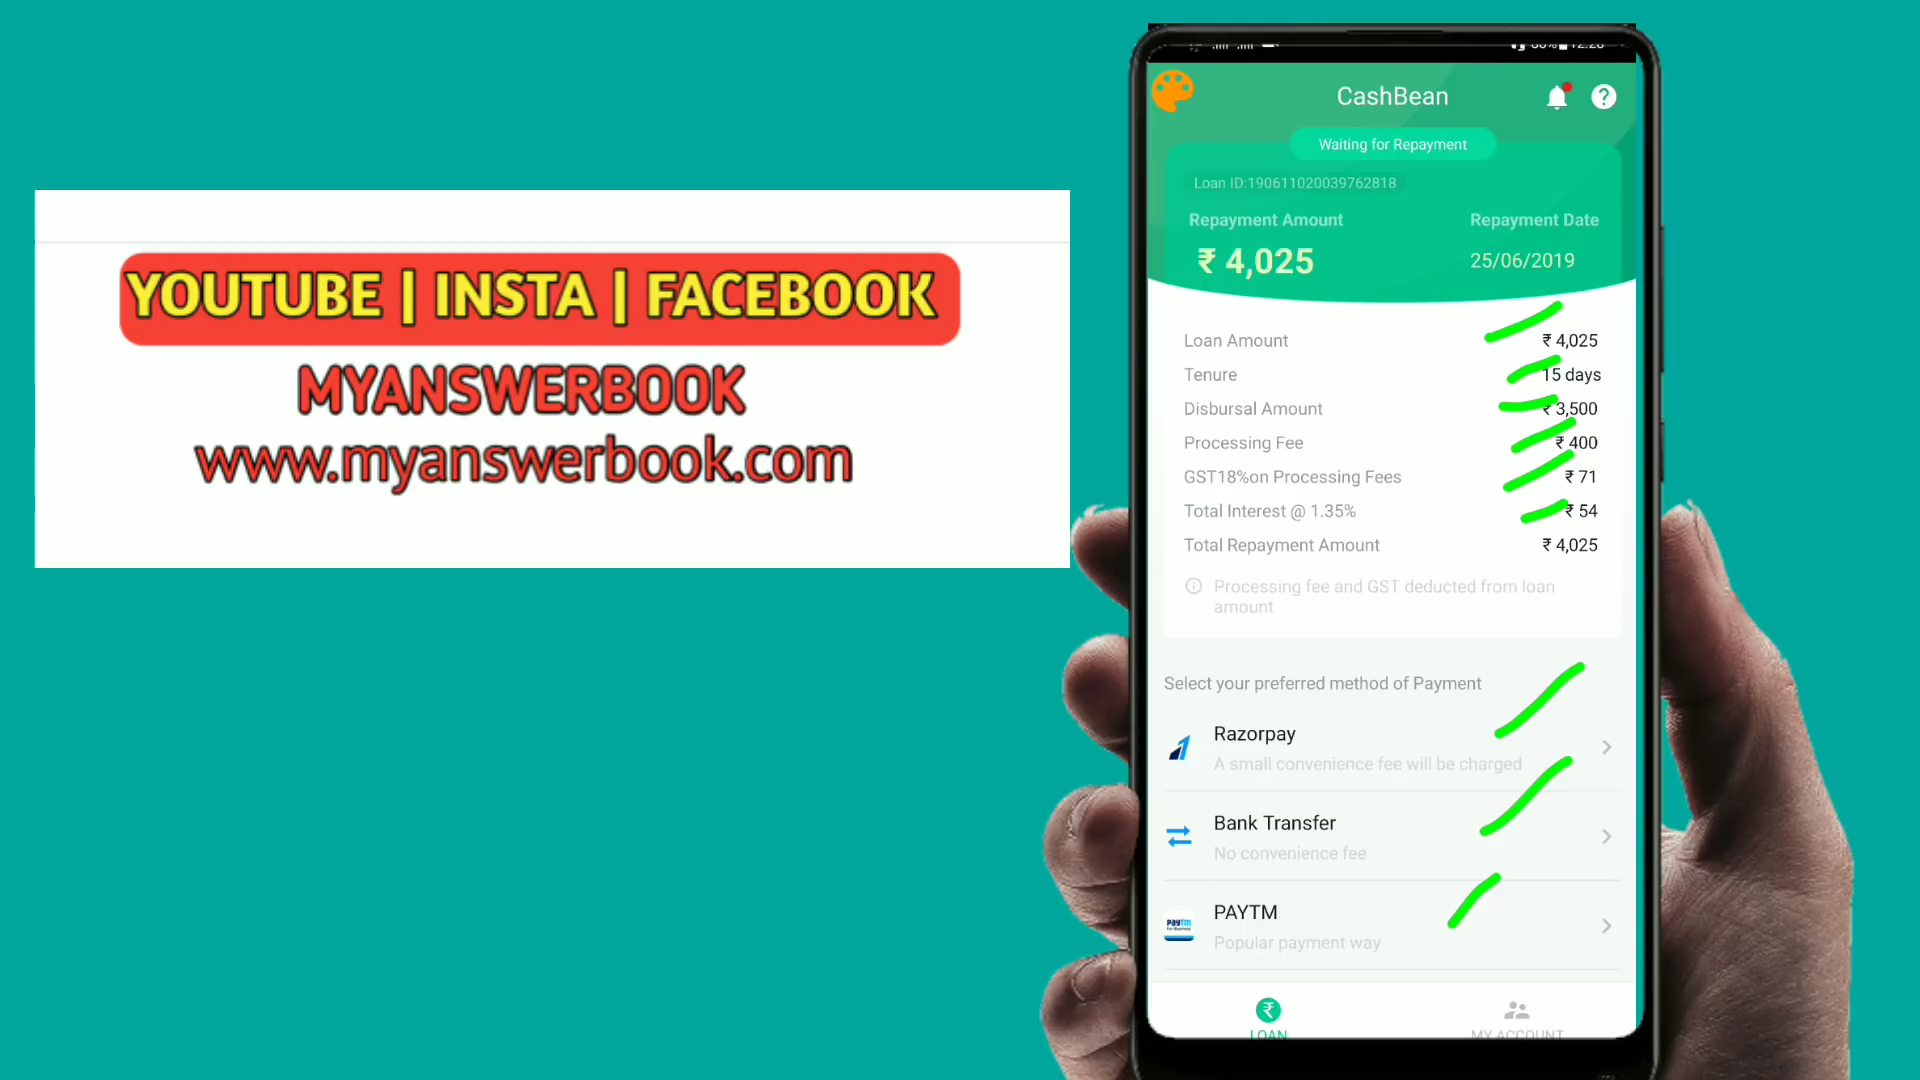 YOUTUBE | INSTA | FACEBOOK
MYANSWERBOOK
www.myanswerbook.com
CashBean
Waiting for Repayment
Loan ID:190611020039762818
Repayment Amount
Repayment Date
₹ 4,025
25/06/2019
Loan Amount ₹ 4,025
Tenure 15 days
Disbursal Amount ₹ 3,500
Processing Fee ₹ 400
GST18%on Processing Fees ₹ 71
Total Interest @ 1.35% ₹ 54
Total Repayment Amount ₹ 4,025
Processing fee and GST deducted from loan
amount
Select your preferred method of Payment
Razorpay
A small convenience fee will be charged
Bank Transfer
No convenience fee
paytm
PAYTM
Popular payment way
LOAN
MY ACCOUNT